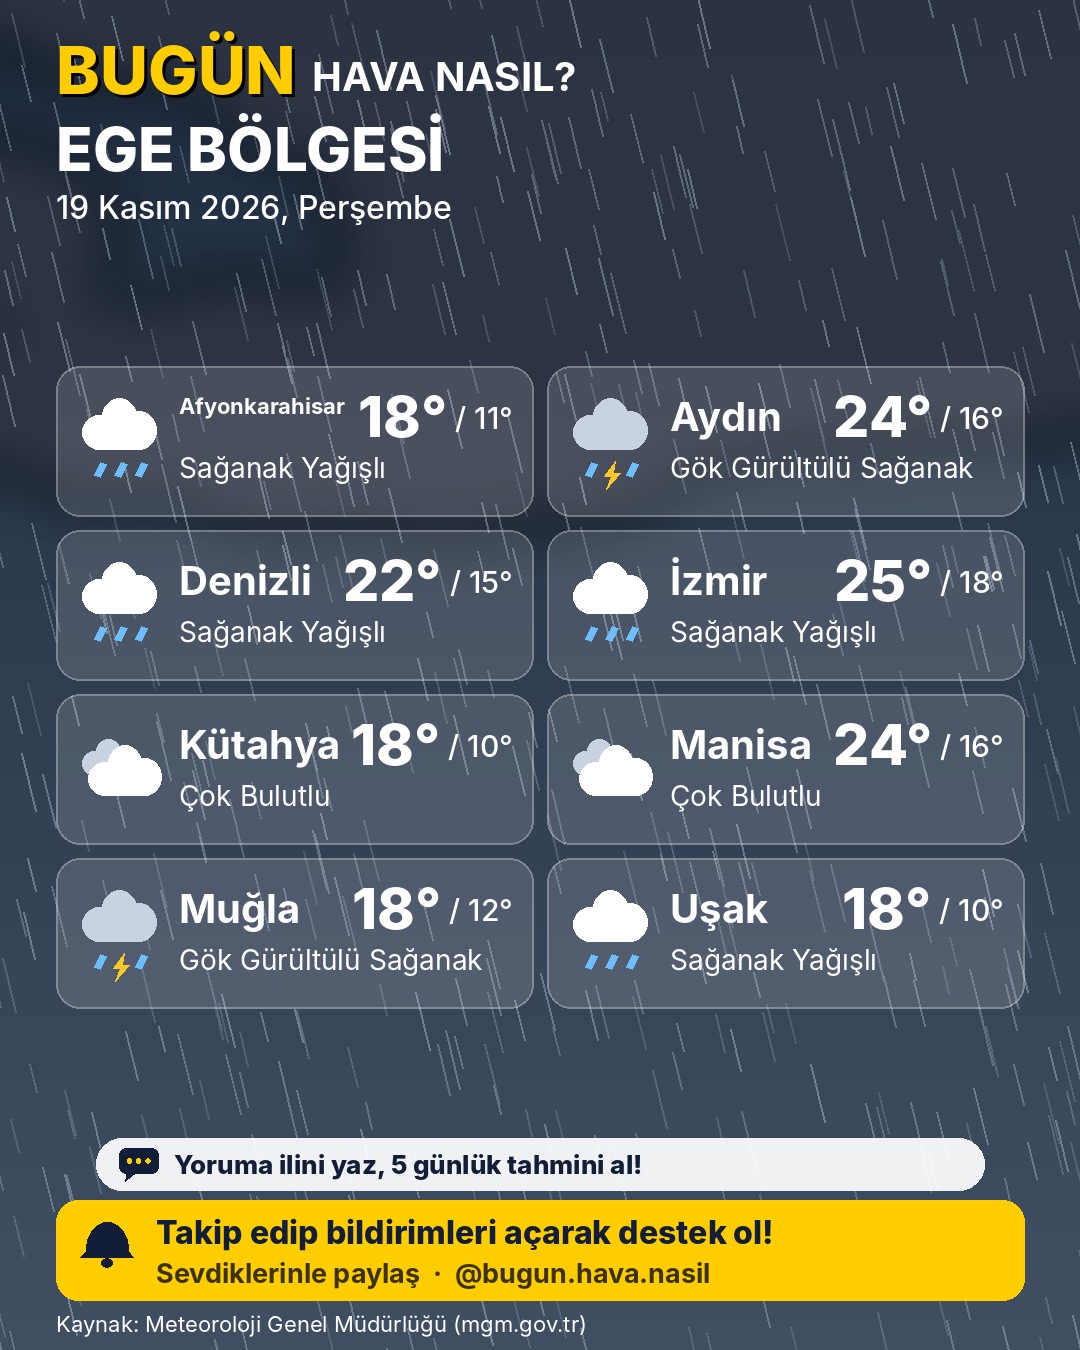 BUGÜN HAVA NASIL?
EGE BÖLGESİ
19 Kasım 2026, Perşembe
Afyonkarahisar 18° / 11°
Sağanak Yağışlı
Aydın 24° / 16°
Gök Gürültülü Sağanak
Denizli 22° / 15°
Sağanak Yağışlı
İzmir 25° / 18°
Sağanak Yağışlı
Kütahya 18° / 10°
Çok Bulutlu
Manisa 24° / 16°
Çok Bulutlu
Muğla 18° / 12°
Gök Gürültülü Sağanak
Uşak 18° / 10°
Sağanak Yağışlı
Yoruma ilini yaz, 5 günlük tahmini al!
Takip edip bildirimleri açarak destek ol!
Sevdiklerinle paylaş · @bugun.hava.nasil
Kaynak: Meteoroloji Genel Müdürlüğü (mgm.gov.tr)